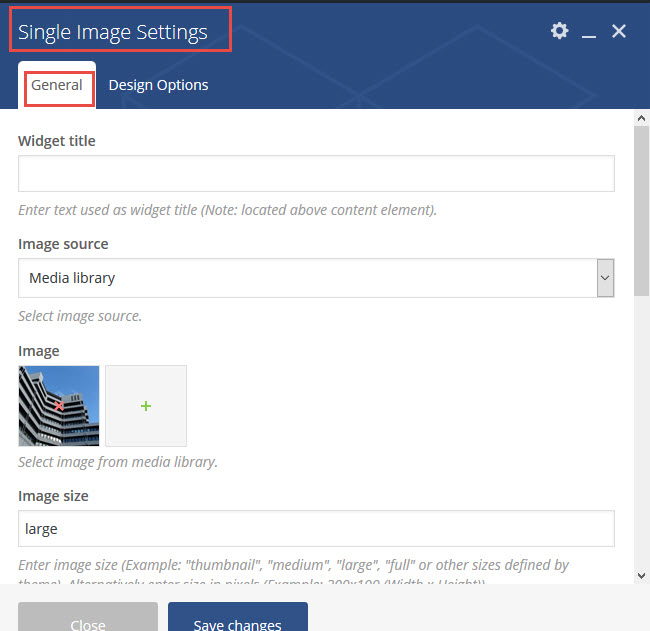 Single Image Settings
General
Design Options
Widget title
Enter text used as widget title (Note: located above content element).
Image source
Media library
Select image source.
Image
Select image from media library.
Image size
large
Enter image size (Example: "thumbnail", "medium", "large", "full" or other sizes defined by
theme). Alternatively enter size in pixels (Example: 200x100 (Width x Height)).
Close
Save changes